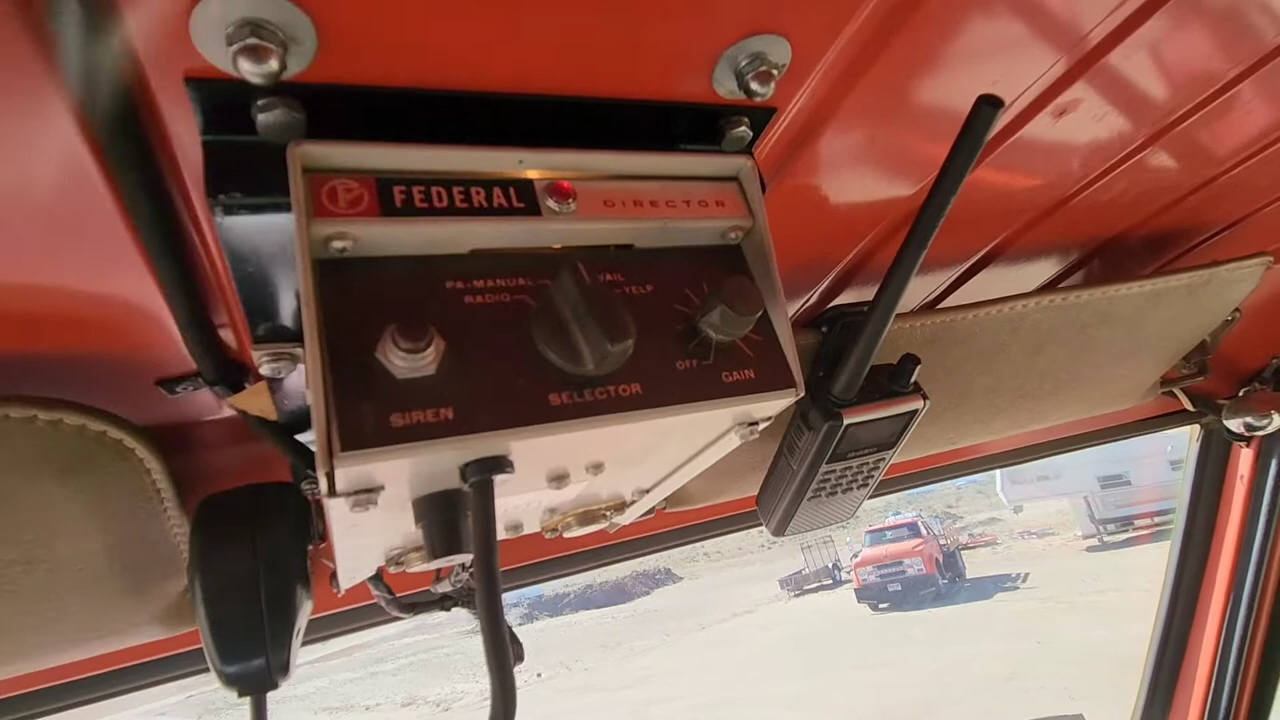 FEDERAL
DIRECTOR
PA-MANUAL
WAIL
RADIO
YELP
OFF
SIREN
SELECTOR
GAIN